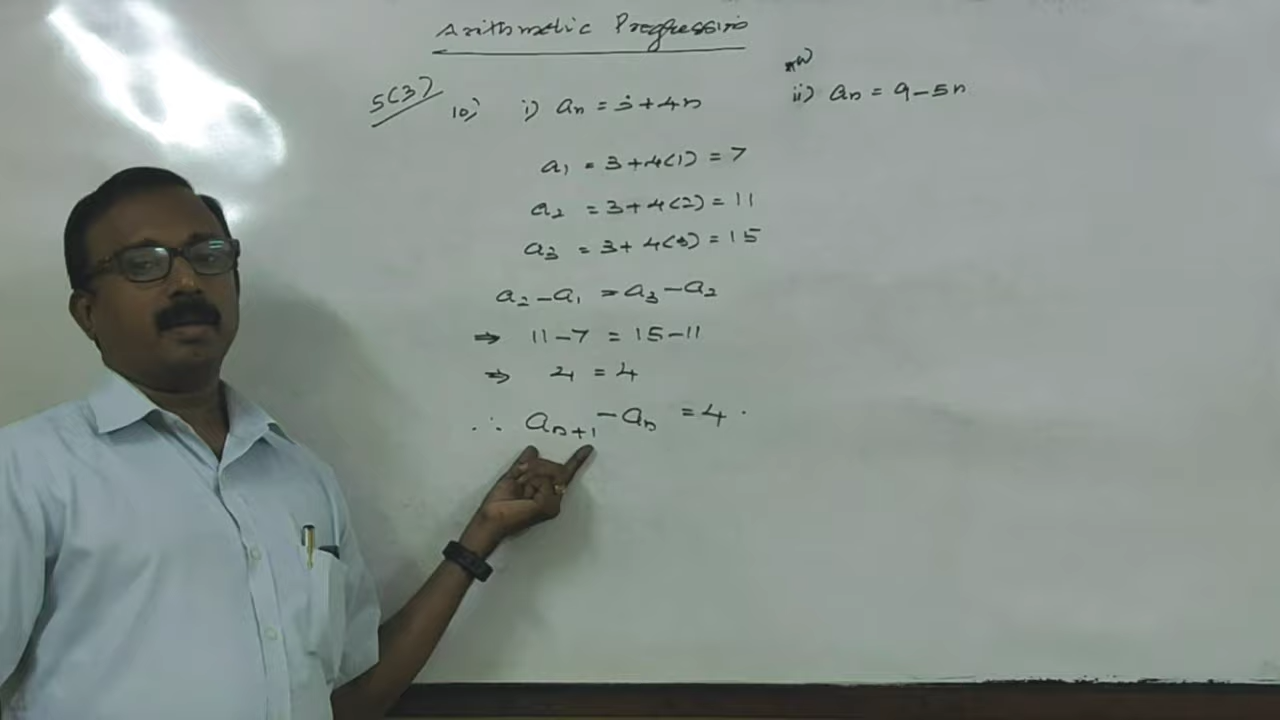 Arithmetic Progressio
5(3)
10) i) an = 3+4n
a1 = 3+4(1) = 7
a2 = 3+4(2) = 11
a3 = 3+4(3) = 15
a2-a1 = a3-a2
⇒ 11-7 = 15-11
⇒ 4 = 4
∴ an+1 - an = 4.
ii) an = 9-5n